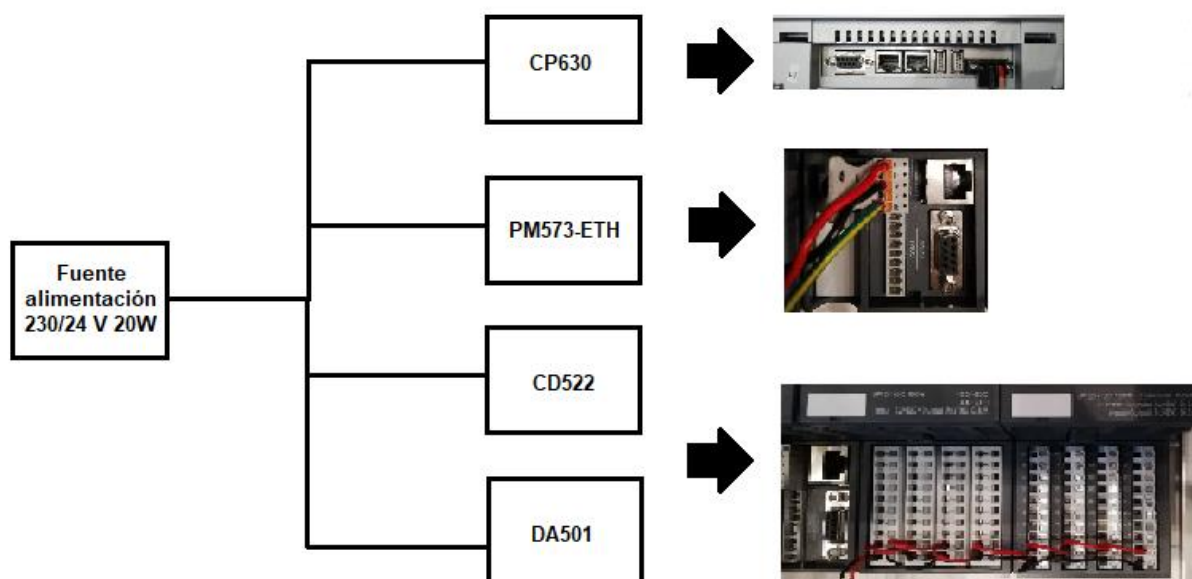 CP630
PM573-ETH
Fuente
alimentación
230/24 V 20W
CD522
DA501